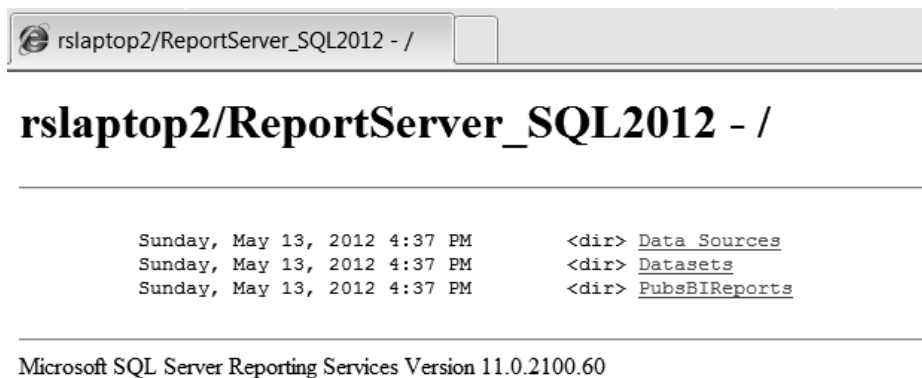 rslaptop2/ReportServer_SQL2012 - /
rslaptop2/ReportServer_SQL2012 - /
Sunday, May 13, 2012 4:37 PM <dir> Data Sources
Sunday, May 13, 2012 4:37 PM <dir> Datasets
Sunday, May 13, 2012 4:37 PM <dir> PubsBIReports
Microsoft SQL Server Reporting Services Version 11.0.2100.60